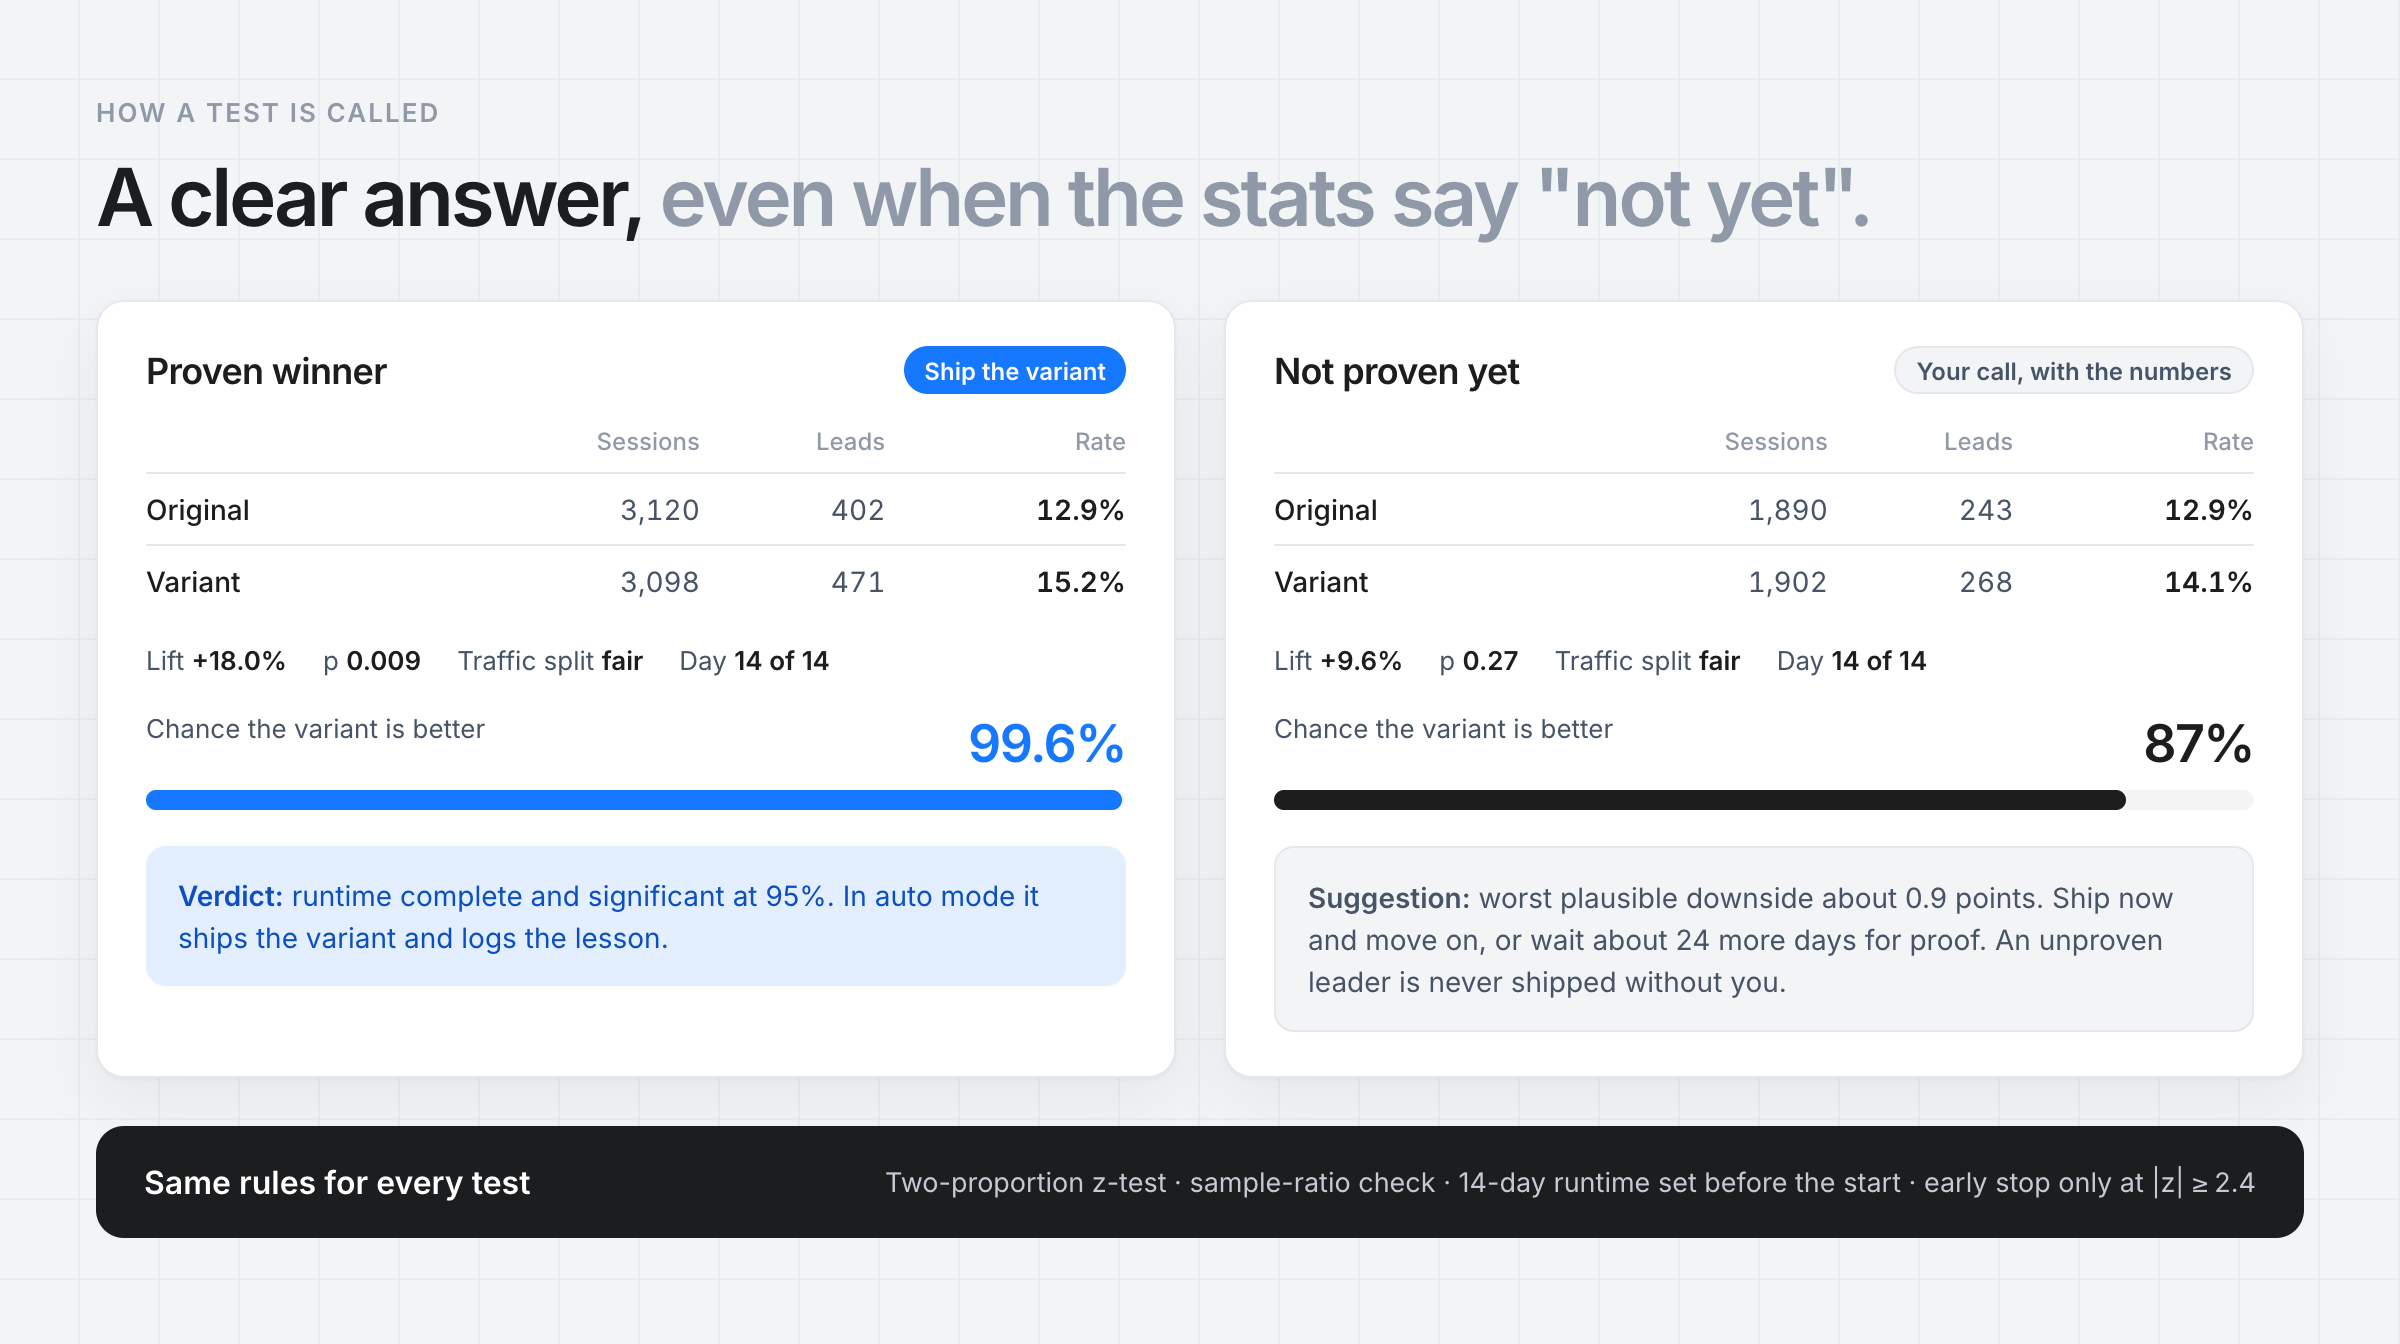 HOW A TEST IS CALLED
A clear answer, even when the stats say "not yet".
Proven winner
Ship the variant
Sessions Leads Rate
Original 3,120 402 12.9%
Variant 3,098 471 15.2%
Lift +18.0% p 0.009 Traffic split fair Day 14 of 14
Chance the variant is better
99.6%
Verdict: runtime complete and significant at 95%. In auto mode it
ships the variant and logs the lesson.
Not proven yet
Your call, with the numbers
Sessions Leads Rate
Original 1,890 243 12.9%
Variant 1,902 268 14.1%
Lift +9.6% p 0.27 Traffic split fair Day 14 of 14
Chance the variant is better
87%
Suggestion: worst plausible downside about 0.9 points. Ship now
and move on, or wait about 24 more days for proof. An unproven
leader is never shipped without you.
Same rules for every test
Two-proportion z-test · sample-ratio check · 14-day runtime set before the start · early stop only at |z| ≥ 2.4